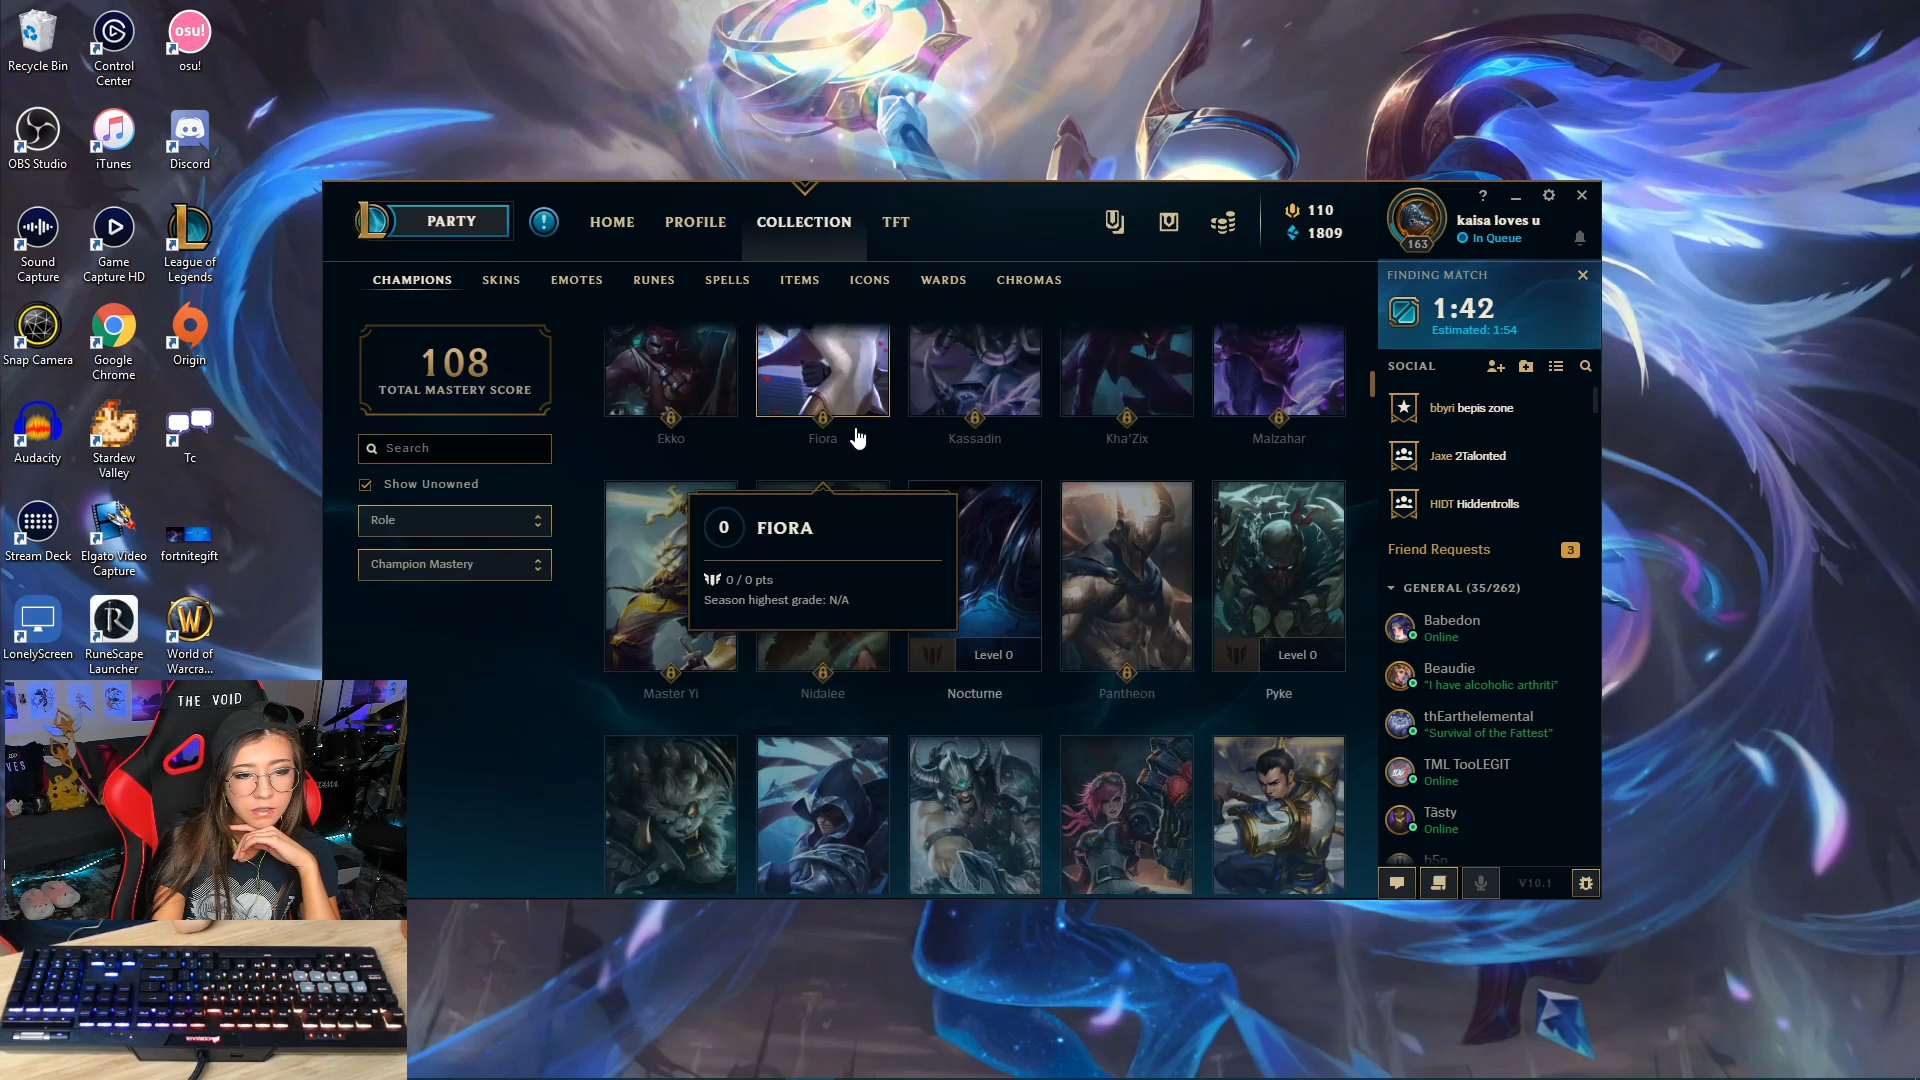 Recycle Bin
Control
Center
osu!
osu!
OBS Studio
iTunes
Discord
Sound
Capture
Game
Capture HD
League of
Legends
Snap Camera
Google
Chrome
Origin
Audacity
Stardew
Valley
Tc
Stream Deck
Elgato Video
Capture
fortnitegift
LonelyScreen
RuneScape
Launcher
World of
Warcra...
PARTY
HOME
PROFILE
COLLECTION
TFT
110
1809
163
kaisa loves u
In Queue
CHAMPIONS
SKINS
EMOTES
RUNES
SPELLS
ITEMS
ICONS
WARDS
CHROMAS
FINDING MATCH
1:42
Estimated: 1:54
108
TOTAL MASTERY SCORE
Search
Show Unowned
Role
Champion Mastery
Ekko
Fiora
Kassadin
Kha'Zix
Malzahar
0
FIORA
0 / 0 pts
Season highest grade: N/A
Level 0
Level 0
Master Yi
Nidalee
Nocturne
Pantheon
Pyke
SOCIAL
bbyri bepis zone
Jaxe 2Talonted
HIDT Hiddentrolls
Friend Requests
3
GENERAL (35/262)
Babedon
Online
Beaudie
"I have alcoholic arthriti"
thEarthelemental
"Survival of the Fattest"
TML TooLEGIT
Online
Tãsty
Online
b5n
V10.1
THE VOID